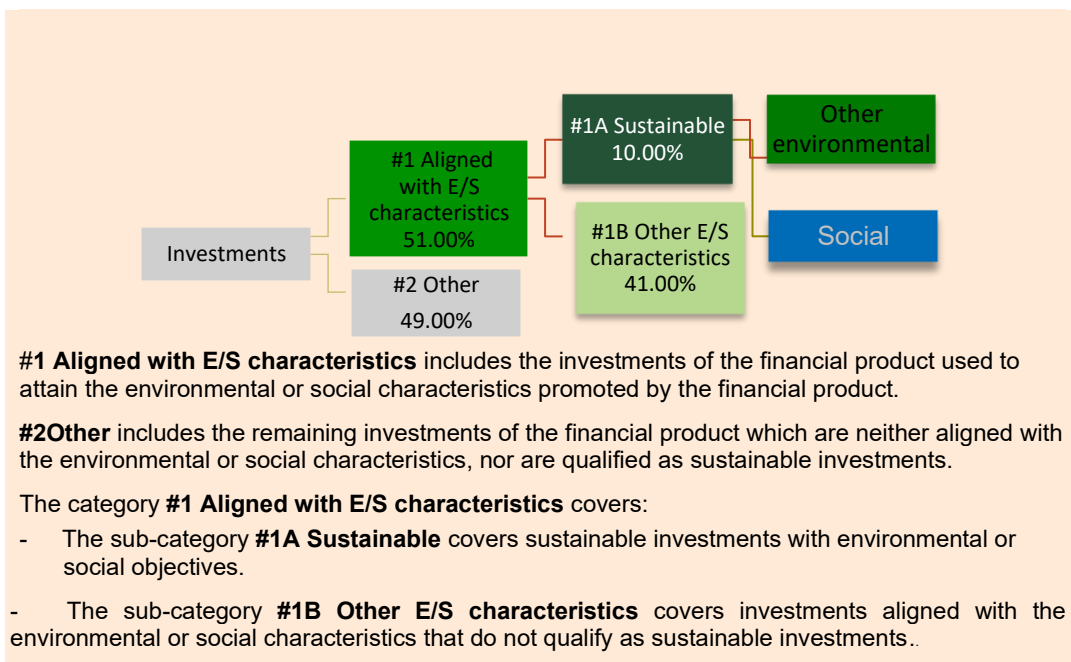 Investments
#1 Aligned
with E/S
characteristics
51.00%
#2 Other
49.00%
#1A Sustainable
10.00%
#1B Other E/S
characteristics
41.00%
Other
environmental
Social
#1 Aligned with E/S characteristics includes the investments of the financial product used to
attain the environmental or social characteristics promoted by the financial product.
#2Other includes the remaining investments of the financial product which are neither aligned with
the environmental or social characteristics, nor are qualified as sustainable investments.
The category #1 Aligned with E/S characteristics covers:
- The sub-category #1A Sustainable covers sustainable investments with environmental or
social objectives.
- The sub-category #1B Other E/S characteristics covers investments aligned with the
environmental or social characteristics that do not qualify as sustainable investments..